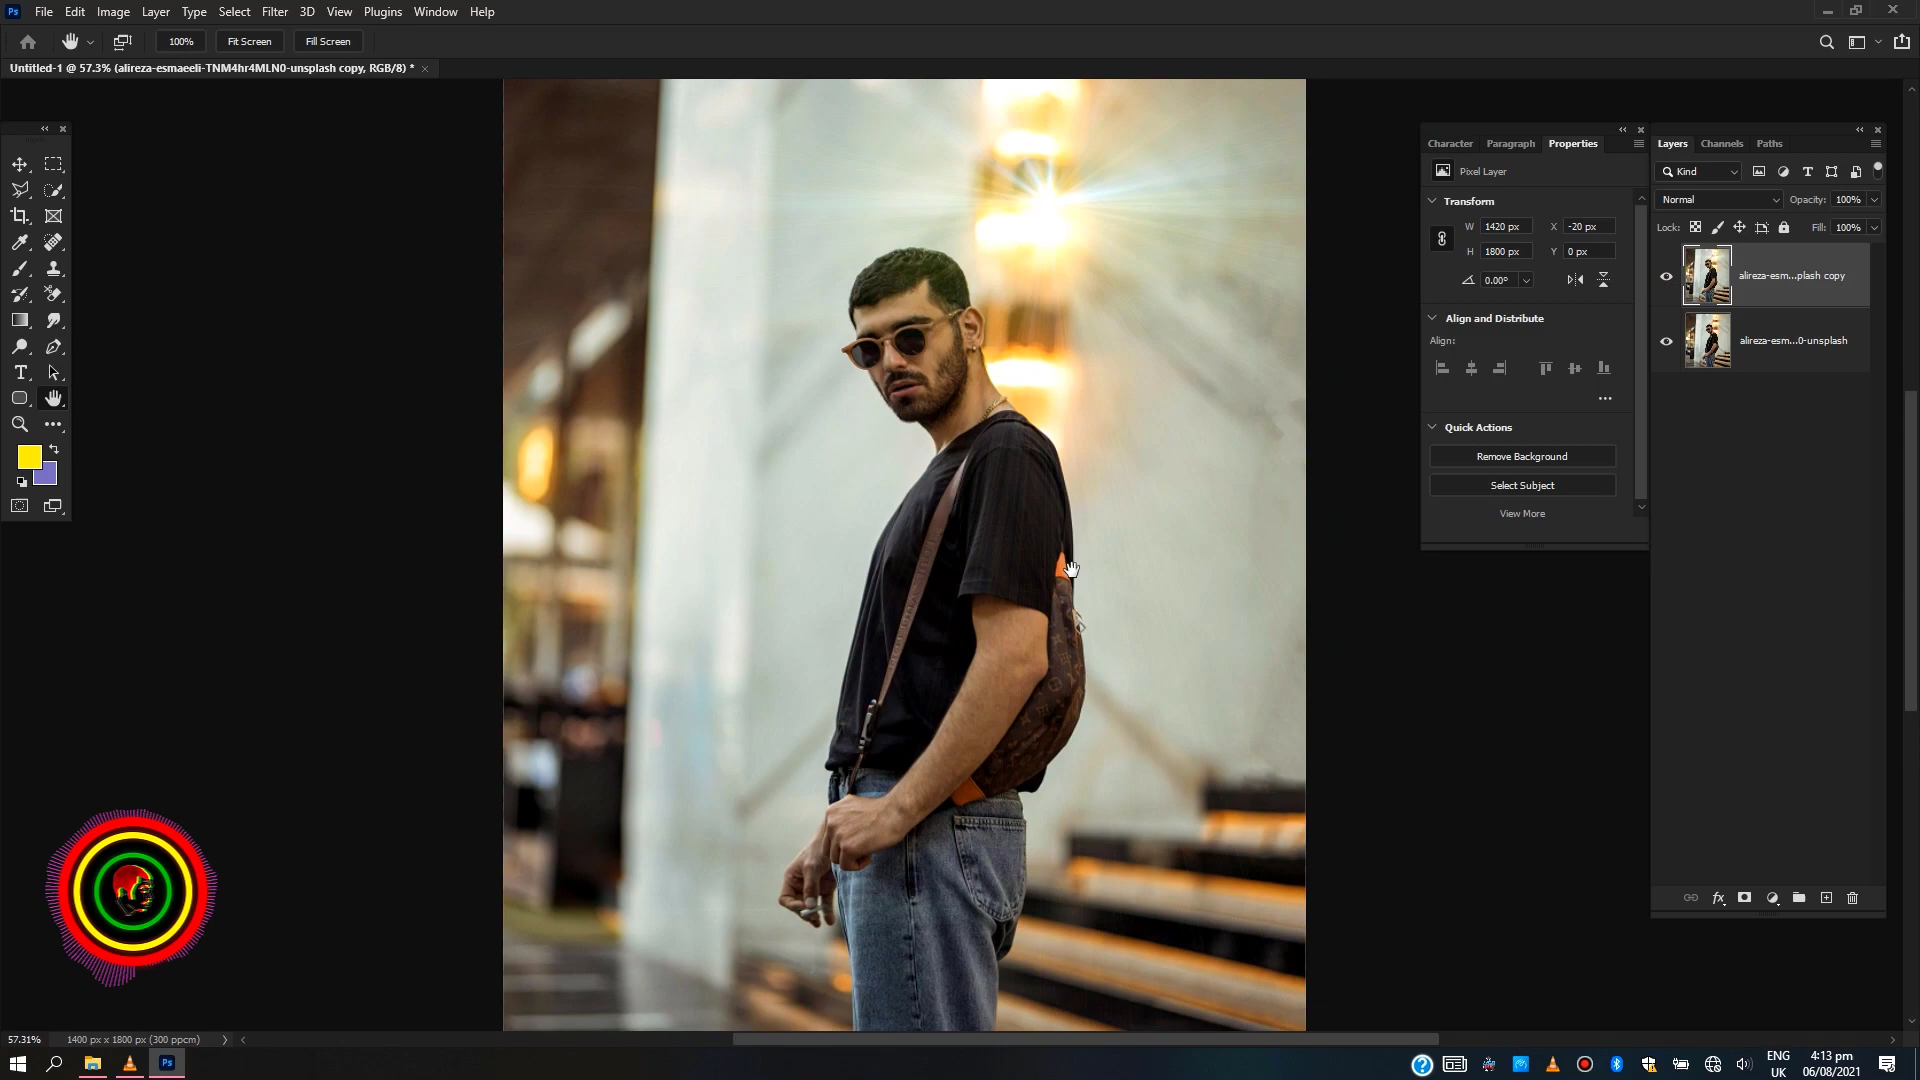 Ps File Edit Image Layer Type Select Filter 3D View Plugins Window Help
100% Fit Screen Fill Screen
Untitled-1 @ 57.3% (alireza-esmaeeli-TNM4hr4MLN0-unsplash copy, RGB/8) *
Character Paragraph Properties
Pixel Layer
Transform
W 1420 px X -20 px
H 1800 px Y 0 px
0.00°
Align and Distribute
Align:
Quick Actions
Remove Background
Select Subject
View More
Layers Channels Paths
Kind
Normal Opacity: 100%
Lock: Fill: 100%
alireza-esm...plash copy
alireza-esm...0-unsplash
57.31% 1400 px x 1800 px (300 ppcm)
Ps
ENG
UK
4:13 pm
06/08/2021